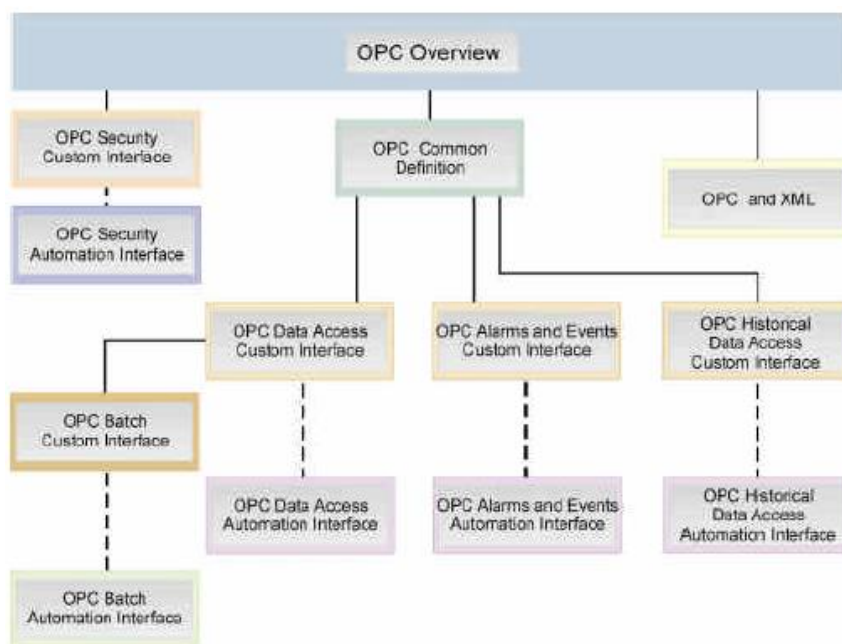 OPC Overview
OPC Security
Custom Interface
OPC Common
Definition
OPC and XML
OPC Security
Automation Interface
OPC Data Access
Custom Interface
OPC Alarms and Events
Custom Interface
OPC Historical
Data Access
Custom Interface
OPC Batch
Custom Interface
OPC Data Access
Automation Interface
OPC Alarms and Events
Automation Interface
OPC Historical
Data Access
Automation Interface
OPC Batch
Automation Interface